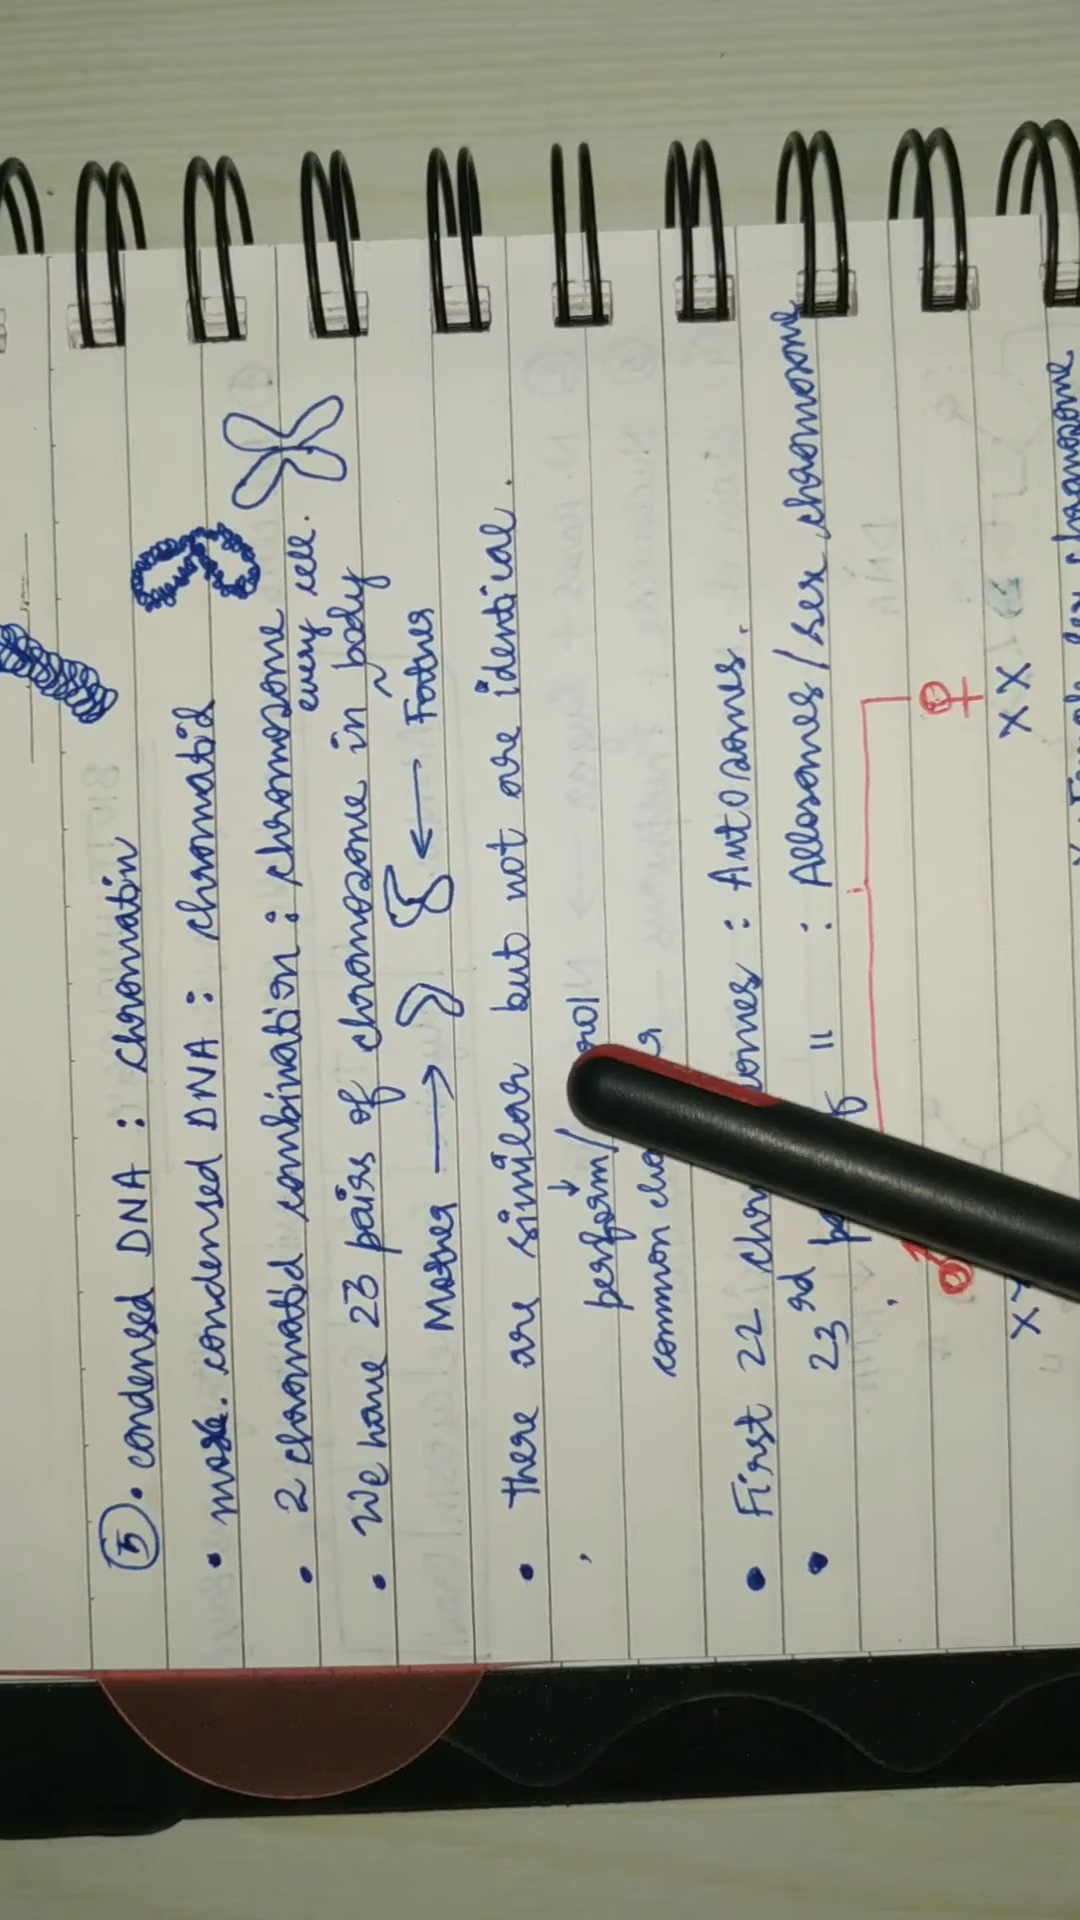 5. condensed DNA : chromatin
• more. condensed DNA : chromatid
• 2 chromatid combination : chromosome
every cell.
• We have 23 pairs of chromosome in body
Mother → ← Father
• There are similar but not are identical.
perform/
common
• First 22 : Autosomes.
• 23rd " : Allosomes/sex chromosome
X XX
sex chromosome